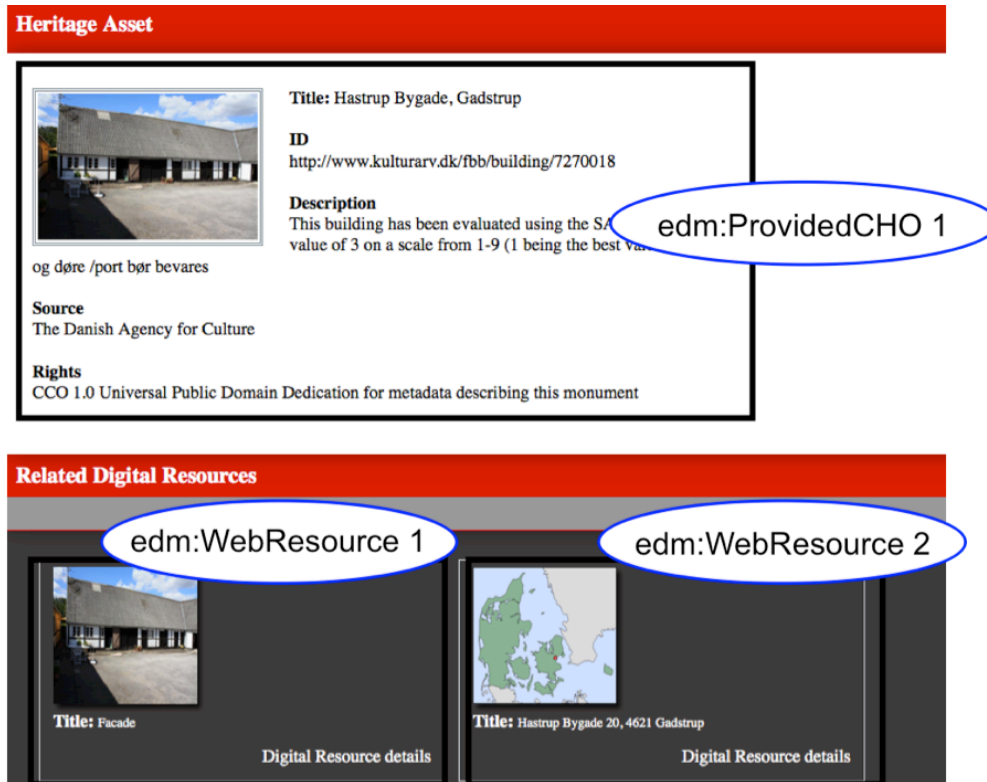 Heritage Asset
Title: Hastrup Bygade, Gadstrup
ID
http://www.kulturarv.dk/fbb/building/7270018
Description
This building has been evaluated using the
value of 3 on a scale from 1-9 (1 being the best
edm:ProvidedCHO 1
og døre /port bør bevares
Source
The Danish Agency for Culture
Rights
CCO 1.0 Universal Public Domain Dedication for metadata describing this monument
Related Digital Resources
edm:WebResource 1
edm:WebResource 2
Title: Facade
Title: Hastrup Bygade 20, 4621 Gadstrup
Digital Resource details
Digital Resource details